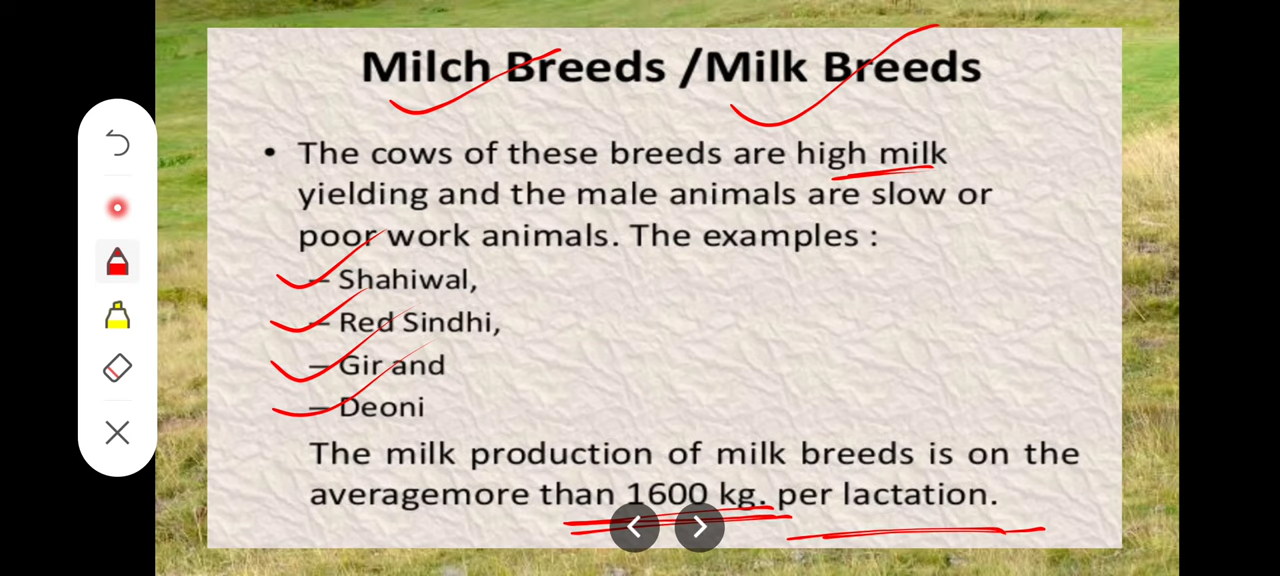 Milch Breeds /Milk Breeds
• The cows of these breeds are high milk
yielding and the male animals are slow or
poor work animals. The examples :
– Shahiwal,
– Red Sindhi,
– Gir and
– Deoni
The milk production of milk breeds is on the
averagemore than 1600 kg. per lactation.